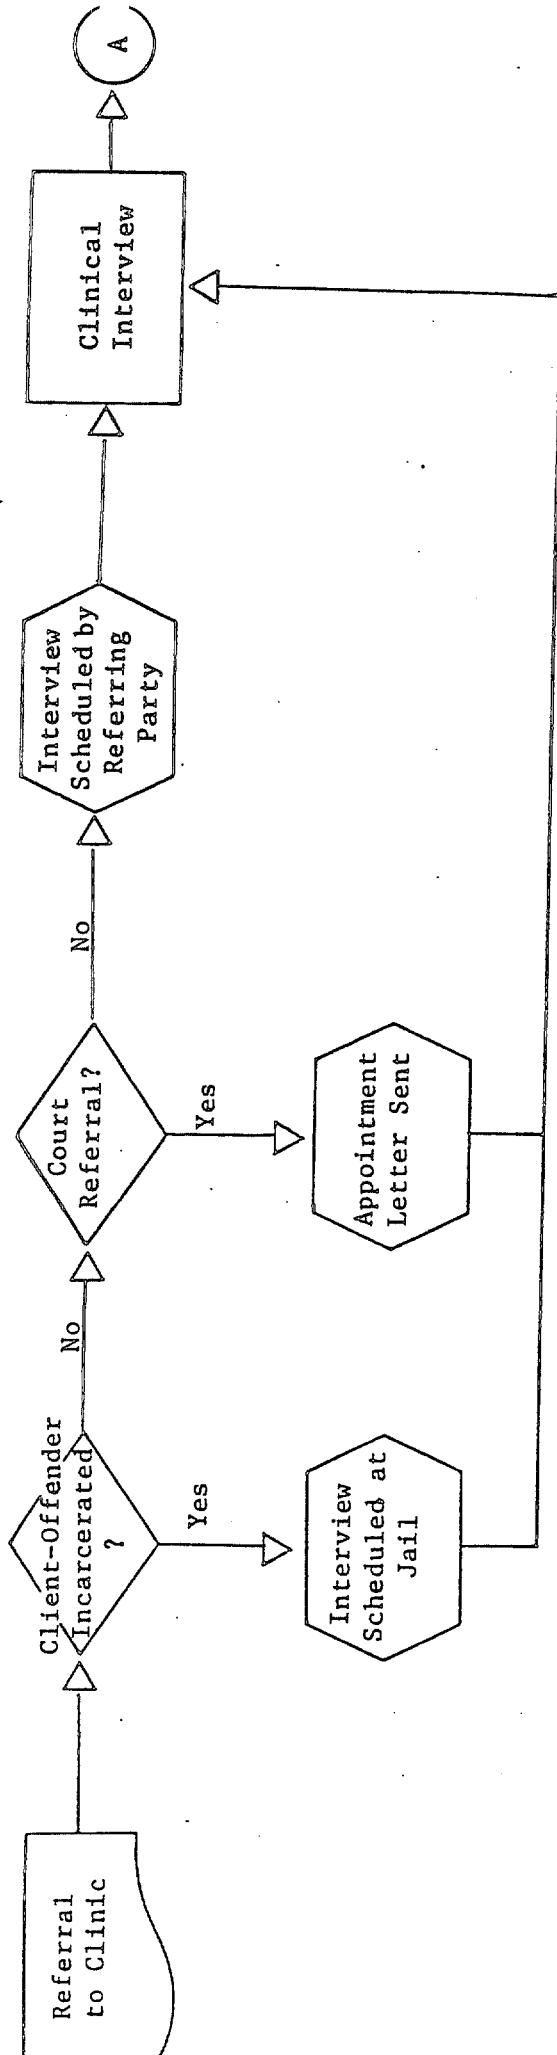 Referral
to Clinic
Client-Offender
Incarcerated
?
No
Yes
Interview
Scheduled at
Jail
Court
Referral?
No
Yes
Appointment
Letter Sent
Interview
Scheduled by
Referring
Party
Clinical
Interview
A